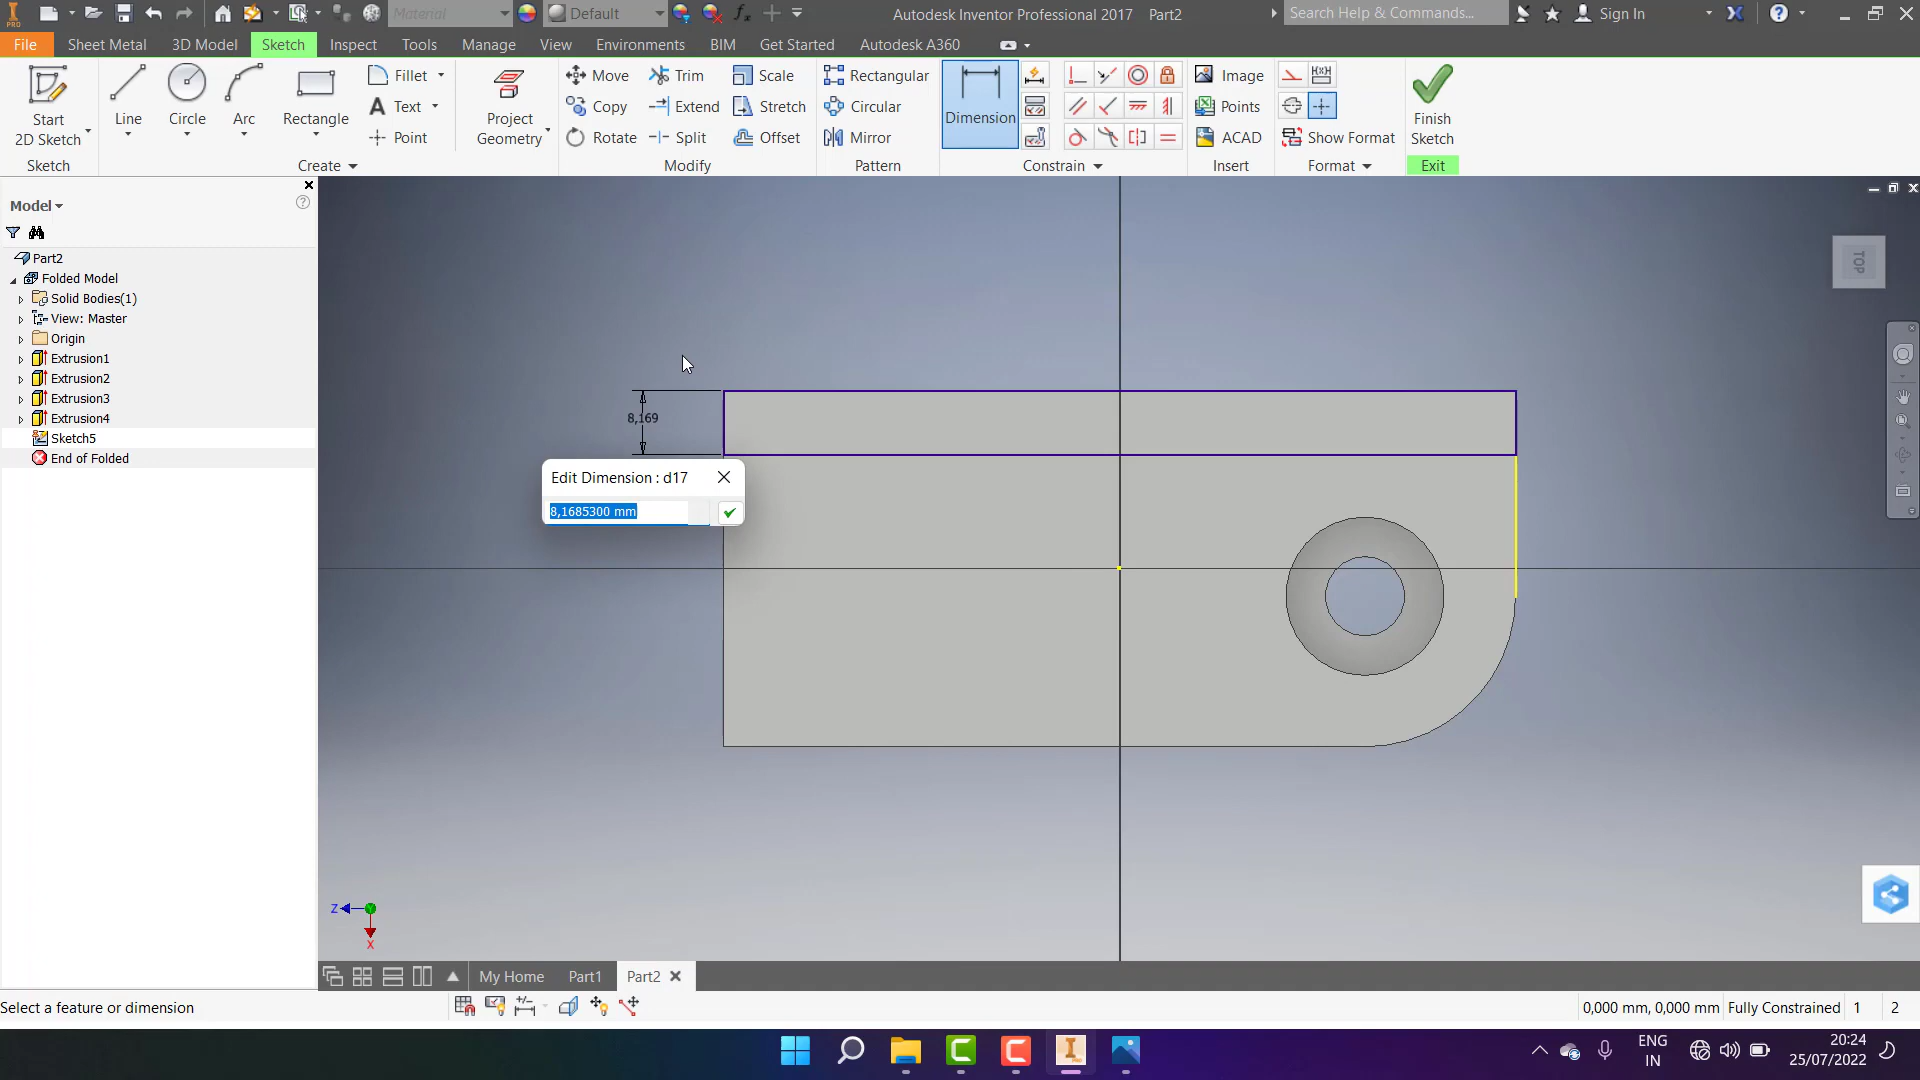 Material
Default
Autodesk Inventor Professional 2017 Part2
Search Help & Commands...
Sign In
PRO
File
Sheet Metal
3D Model
Sketch
Inspect
Tools
Manage
View
Environments
BIM
Get Started
Autodesk A360
Start
2D Sketch
Line
Circle
Arc
Rectangle
Fillet
Text
Point
Project
Geometry
Move
Copy
Rotate
Trim
Extend
Split
Scale
Stretch
Offset
Rectangular
Circular
Mirror
Dimension
Image
Points
ACAD
Show Format
Finish
Sketch
Sketch
Create
Modify
Pattern
Constrain
Insert
Format
Exit
Model
Part2
Folded Model
Solid Bodies(1)
View: Master
Origin
Extrusion1
Extrusion2
Extrusion3
Extrusion4
Sketch5
End of Folded
TOP
8,169
Edit Dimension : d17
8,1685300 mm
Z
X
My Home
Part1
Part2
Select a feature or dimension
0,000 mm, 0,000 mm
Fully Constrained
1
2
ENG
IN
20:24
25/07/2022